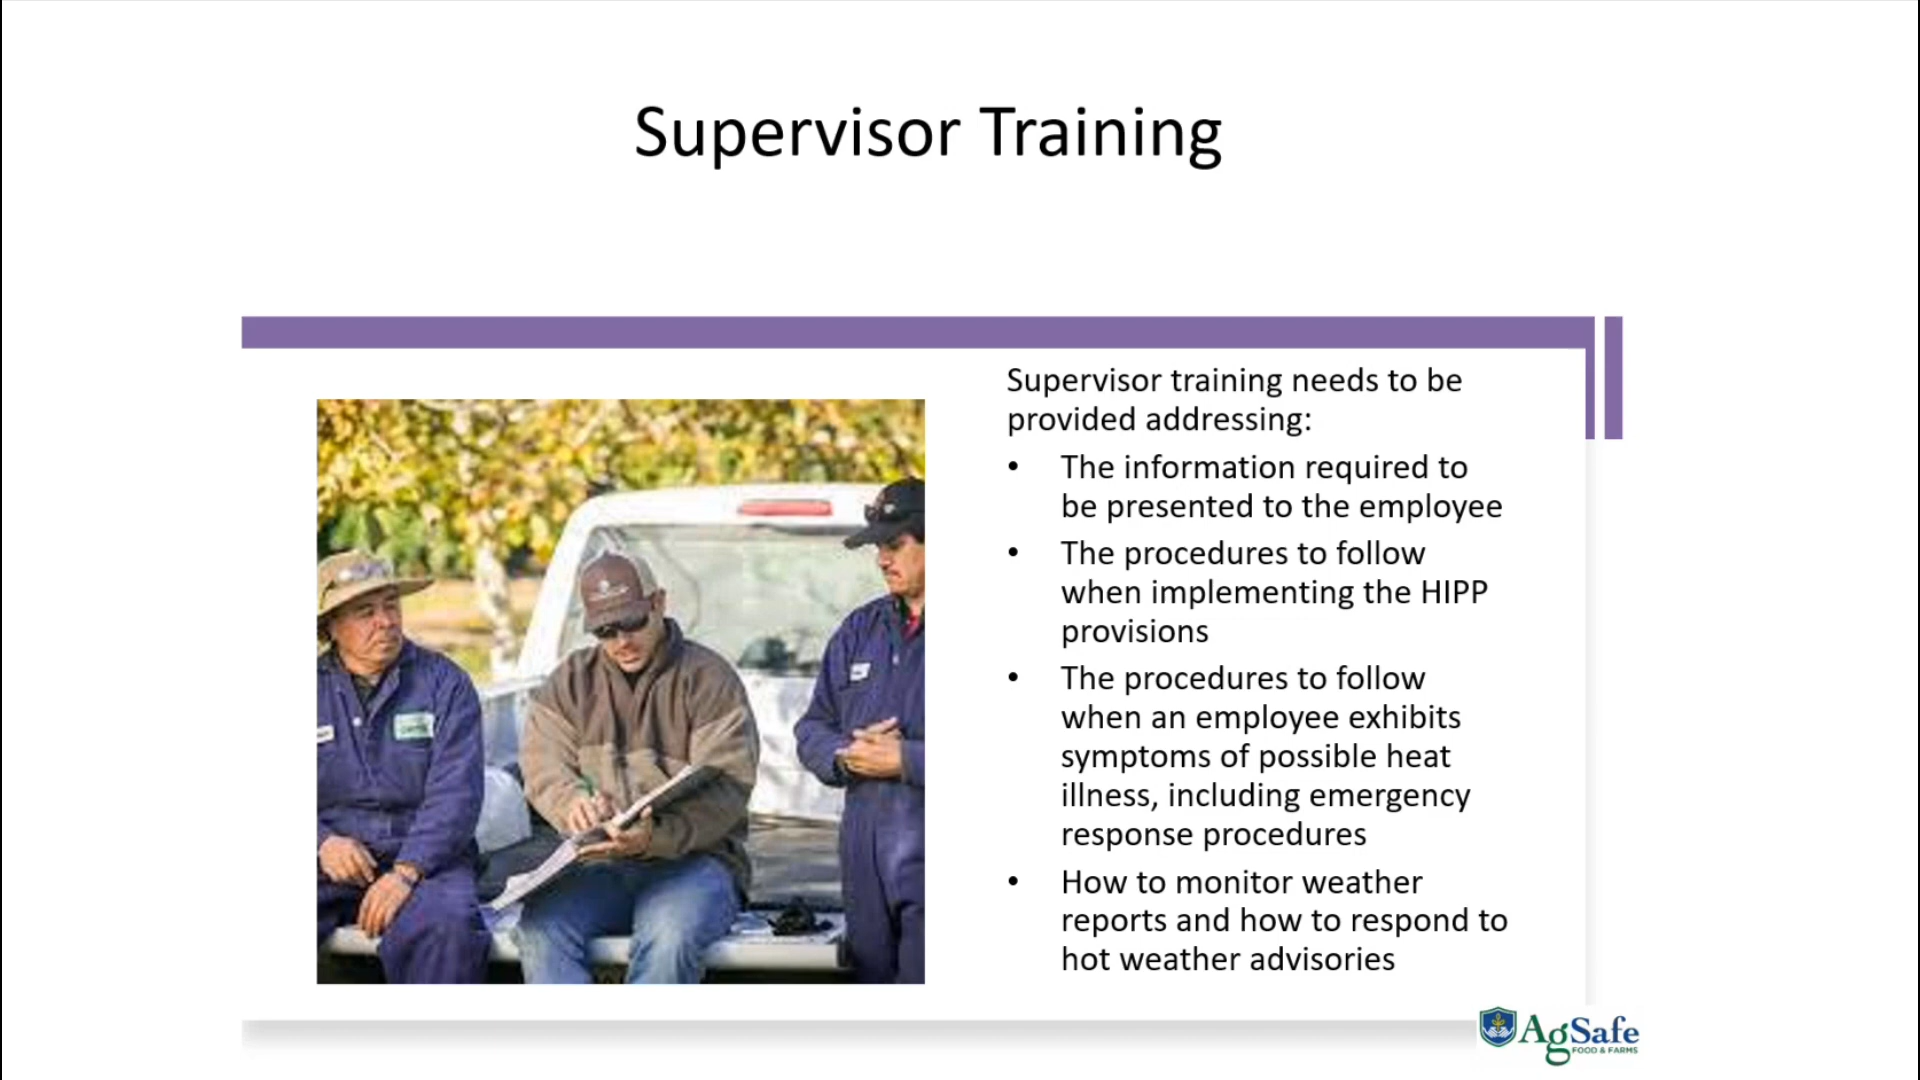 Supervisor Training
Supervisor training needs to be
provided addressing:
• The information required to
be presented to the employee
• The procedures to follow
when implementing the HIPP
provisions
• The procedures to follow
when an employee exhibits
symptoms of possible heat
illness, including emergency
response procedures
• How to monitor weather
reports and how to respond to
hot weather advisories
AgSafe
FOOD & FARMS